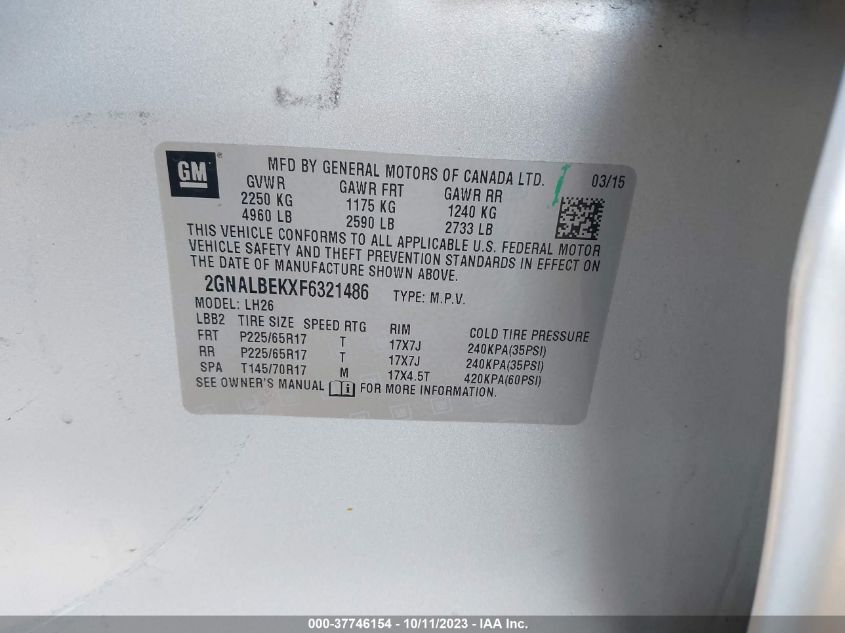 GM ® MFD BY GENERAL MOTORS OF CANADA LTD. 03/15
GVWR GAWR FRT GAWR RR
2250 KG 1175 KG 1240 KG
4960 LB 2590 LB 2733 LB
THIS VEHICLE CONFORMS TO ALL APPLICABLE U.S. FEDERAL MOTOR
VEHICLE SAFETY AND THEFT PREVENTION STANDARDS IN EFFECT ON
THE DATE OF MANUFACTURE SHOWN ABOVE.
2GNALBEKXF6321486 TYPE: M.P.V.
MODEL: LH26
LBB2 TIRE SIZE SPEED RTG RIM COLD TIRE PRESSURE
FRT P225/65R17 T 17X7J 240KPA(35PSI)
RR P225/65R17 T 17X7J 240KPA(35PSI)
SPA T145/70R17 M 17X4.5T 420KPA(60PSI)
SEE OWNER'S MANUAL FOR MORE INFORMATION.
000-37746154 - 10/11/2023 - IAA Inc.